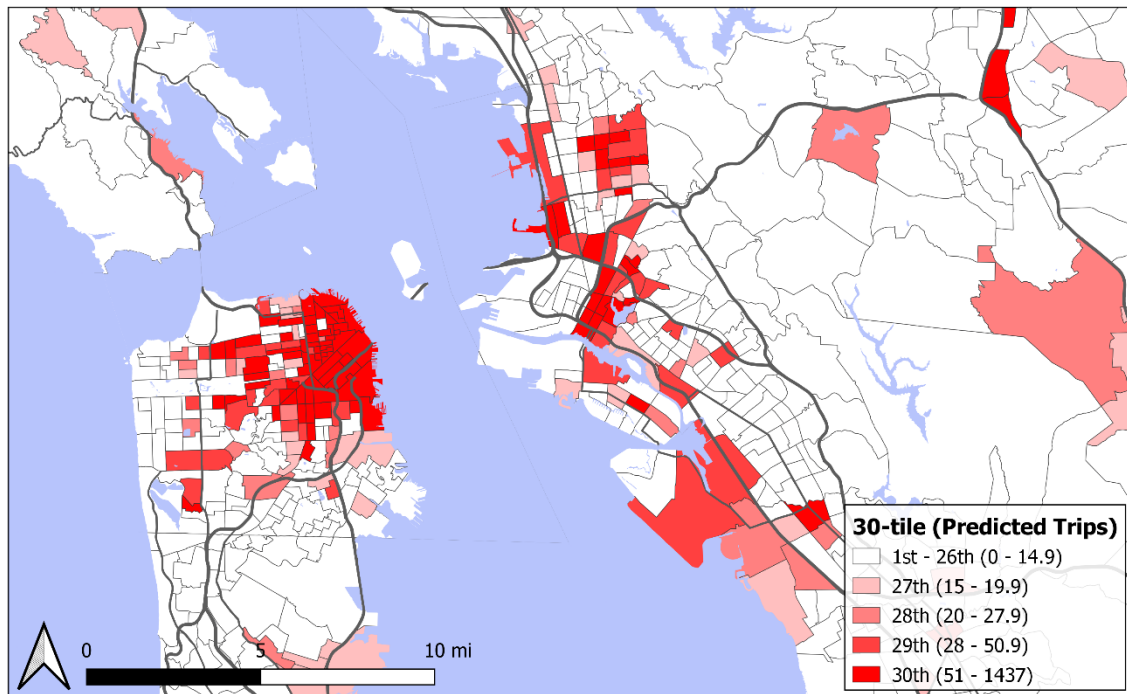 0 5 10 mi
30-tile (Predicted Trips)
1st - 26th (0 - 14.9)
27th (15 - 19.9)
28th (20 - 27.9)
29th (28 - 50.9)
30th (51 - 1437)